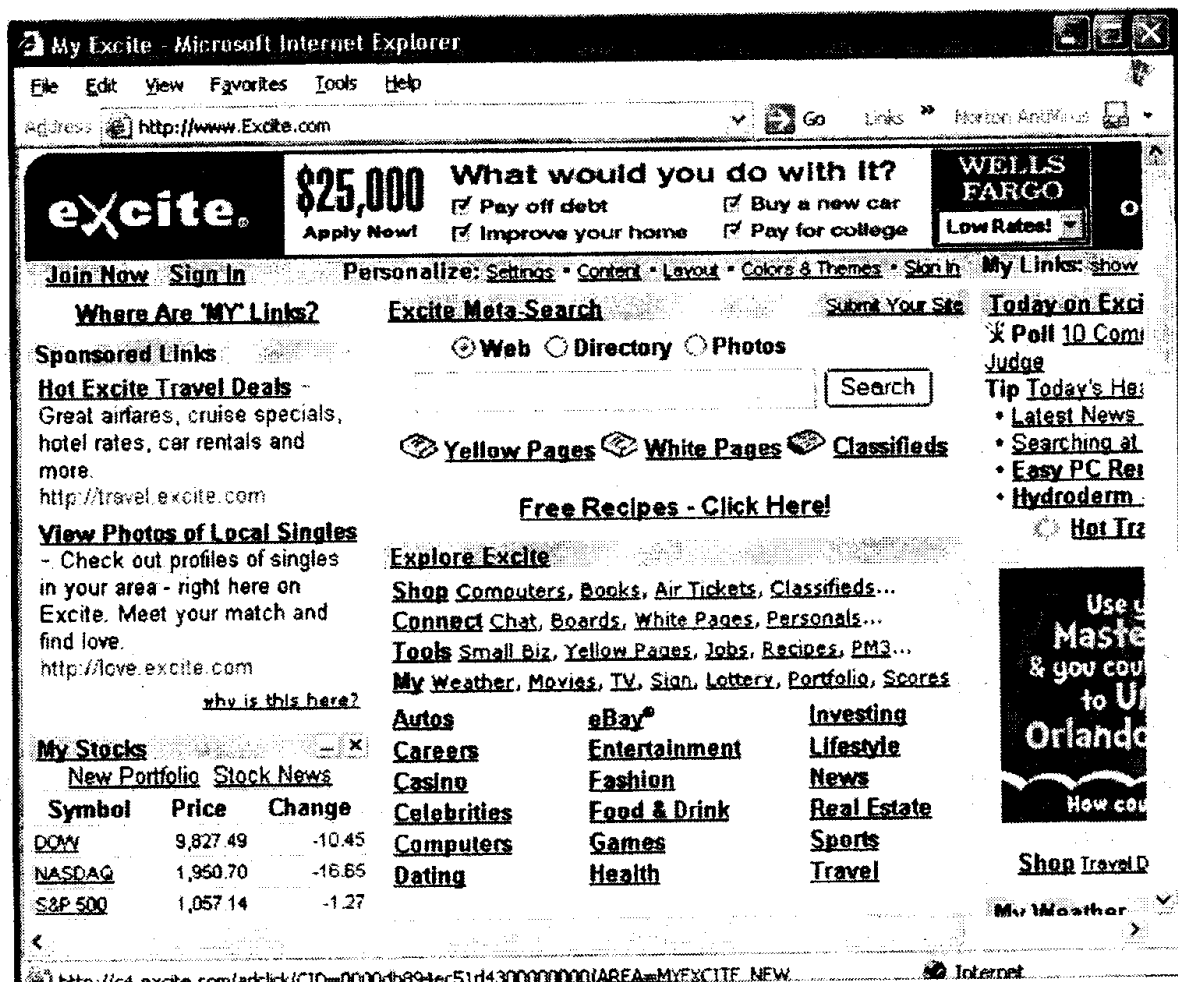 My Excite - Microsoft Internet Explorer
File Edit View Favorites Tools Help
Address http://www.Excite.com Go Links » Norton AntiVirus
excite®
$25,000
Apply Now!
What would you do with it?
Pay off debt Buy a new car
Improve your home Pay for college
WELLS
FARGO
Low Rates!
Join Now Sign In Personalize: Settings • Content • Layout • Colors & Themes • Sign In My Links: show
Where Are 'MY' Links?
Sponsored Links
Hot Excite Travel Deals -
Great airfares, cruise specials,
hotel rates, car rentals and
more.
http://travel.excite.com
View Photos of Local Singles
- Check out profiles of singles
in your area - right here on
Excite. Meet your match and
find love.
http://love.excite.com
why is this here?
My Stocks
New Portfolio Stock News
Symbol Price Change
DOW 9,827.49 -10.45
NASDAQ 1,950.70 -16.65
S&P 500 1,057.14 -1.27
Excite Meta-Search Submit Your Site
Web Directory Photos
Search
Yellow Pages White Pages Classifieds
Free Recipes - Click Here!
Explore Excite
Shop Computers, Books, Air Tickets, Classifieds...
Connect Chat, Boards, White Pages, Personals...
Tools Small Biz, Yellow Pages, Jobs, Recipes, PM3...
My Weather, Movies, TV, Sign, Lottery, Portfolio, Scores
Autos eBay® Investing
Careers Entertainment Lifestyle
Casino Fashion News
Celebrities Food & Drink Real Estate
Computers Games Sports
Dating Health Travel
Today on Exci
Poll 10 Com
Judge
Tip Today's
• Latest News
• Searching at
• Easy PC
• Hydroderm
Hot Tra
Use
Maste
& you cou
to
Orlando
How cou
Shop Travel D
My Weather
Internet